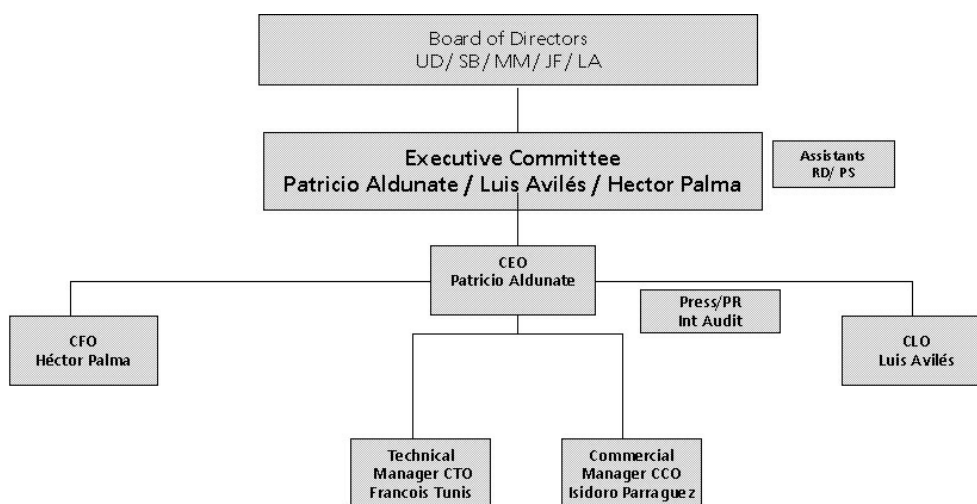 Board of Directors
UD/ SB/ MM/ JF/ LA
Executive Committee
Patricio Aldunate / Luis Avilés / Hector Palma
Assistants
RD/ PS
CEO
Patricio Aldunate
Press/PR
Int Audit
CFO
Héctor Palma
CLO
Luis Avilés
Technical
Manager CTO
Francois Tunis
Commercial
Manager CCO
Isidoro Parraguez